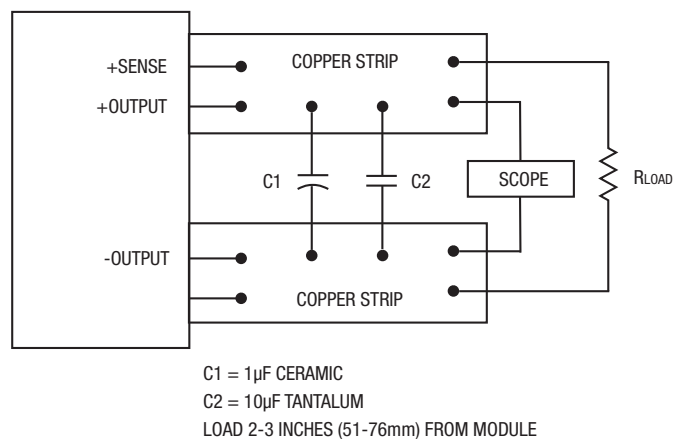 +SENSE
COPPER STRIP
+OUTPUT
C1
C2
SCOPE
RLOAD
-OUTPUT
COPPER STRIP
C1 = 1µF CERAMIC
C2 = 10µF TANTALUM
LOAD 2-3 INCHES (51-76mm) FROM MODULE